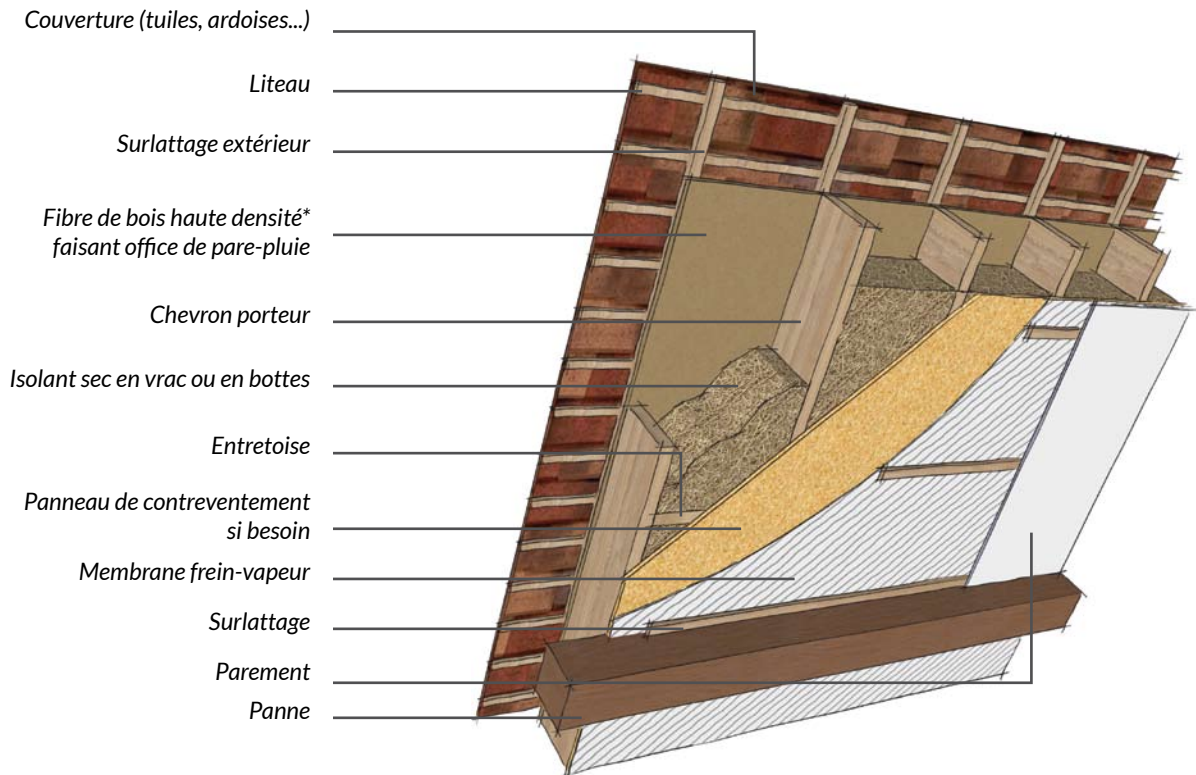 Couverture (tuiles, ardoises...)
Liteau
Surlattage extérieur
Fibre de bois haute densité*
faisant office de pare-pluie
Chevron porteur
Isolant sec en vrac ou en bottes
Entretoise
Panneau de contreventement
si besoin
Membrane frein-vapeur
Surlattage
Parement
Panne